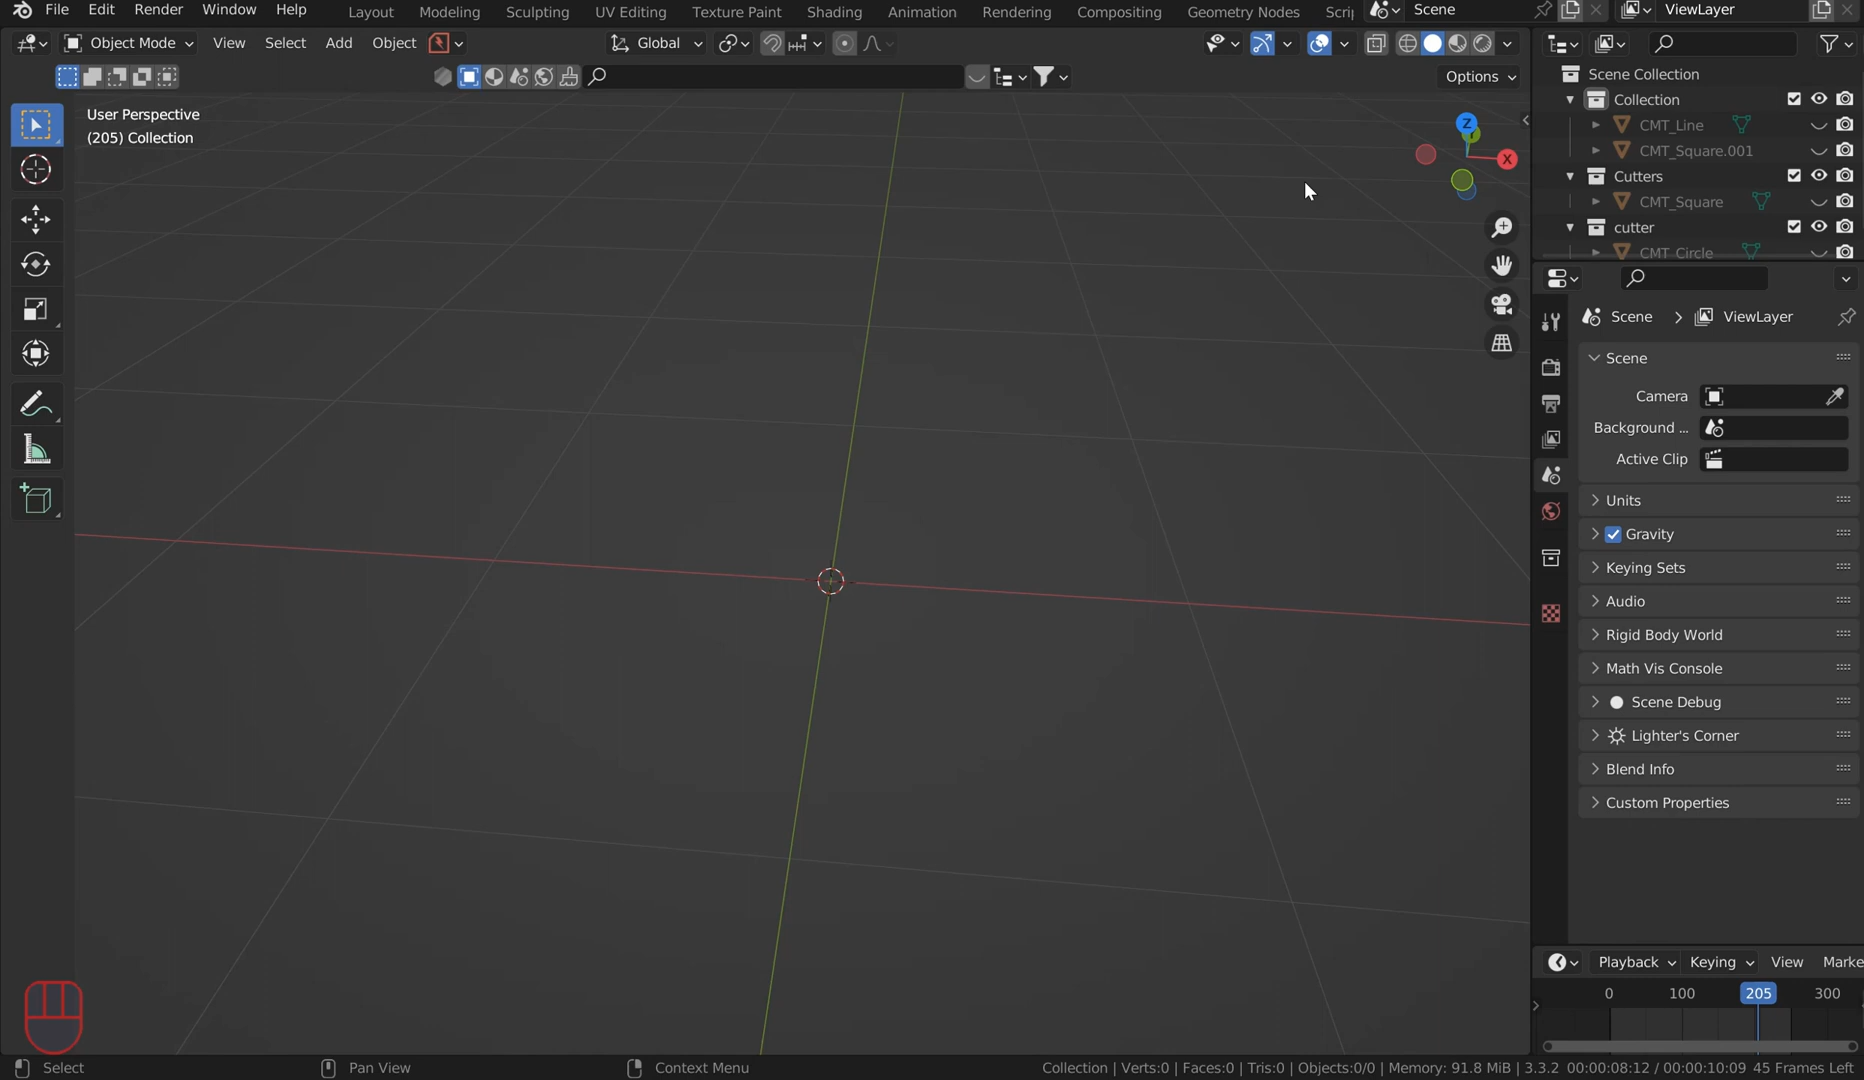 File Edit Render Window Help Layout Modeling Sculpting UV Editing Texture Paint Shading Animation Rendering Compositing Geometry Nodes Scrip Scene ViewLayer
Object Mode View Select Add Object Global
Options
User Perspective
(205) Collection
Z
X
Scene Collection
Collection
CMT_Line
CMT_Square.001
Cutters
CMT_Square
cutter
CMT_Circle
Scene > ViewLayer
Scene
Camera
Background ...
Active Clip
Units
Gravity
Keying Sets
Audio
Rigid Body World
Math Vis Console
Scene Debug
Lighter's Corner
Blend Info
Custom Properties
Playback Keying View Marke
0 100 205 300
Select Pan View Context Menu Collection | Verts:0 | Faces:0 | Tris:0 | Objects:0/0 | Memory: 91.8 MiB | 3.3.2 00:00:08:12 / 00:00:10:09 45 Frames Left